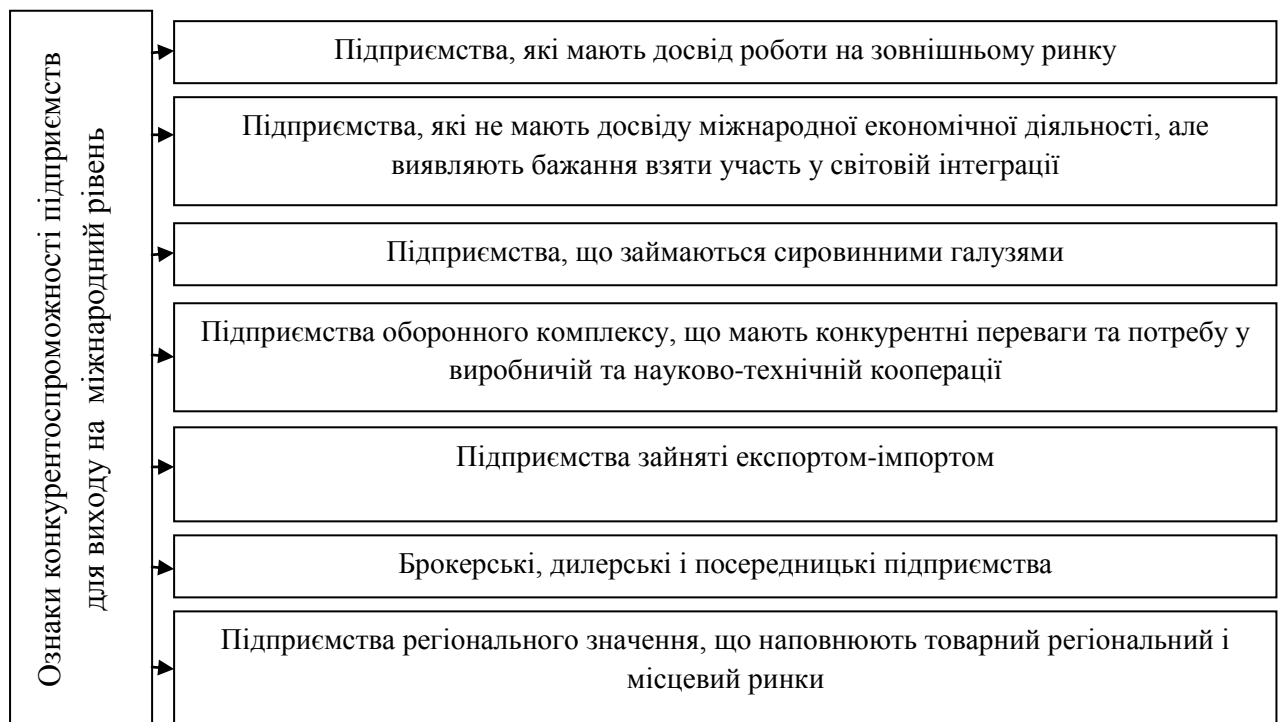 Ознаки конкурентоспроможності підприємств
для виходу на міжнародний рівень
Підприємства, які мають досвід роботи на зовнішньому ринку
Підприємства, які не мають досвіду міжнародної економічної діяльності, але
виявляють бажання взяти участь у світовій інтеграції
Підприємства, що займаються сировинними галузями
Підприємства оборонного комплексу, що мають конкурентні переваги та потребу у
виробничій та науково-технічній кооперації
Підприємства зайняті експортом-імпортом
Брокерські, дилерські і посередницькі підприємства
Підприємства регіонального значення, що наповнюють товарний регіональний і
місцевий ринки